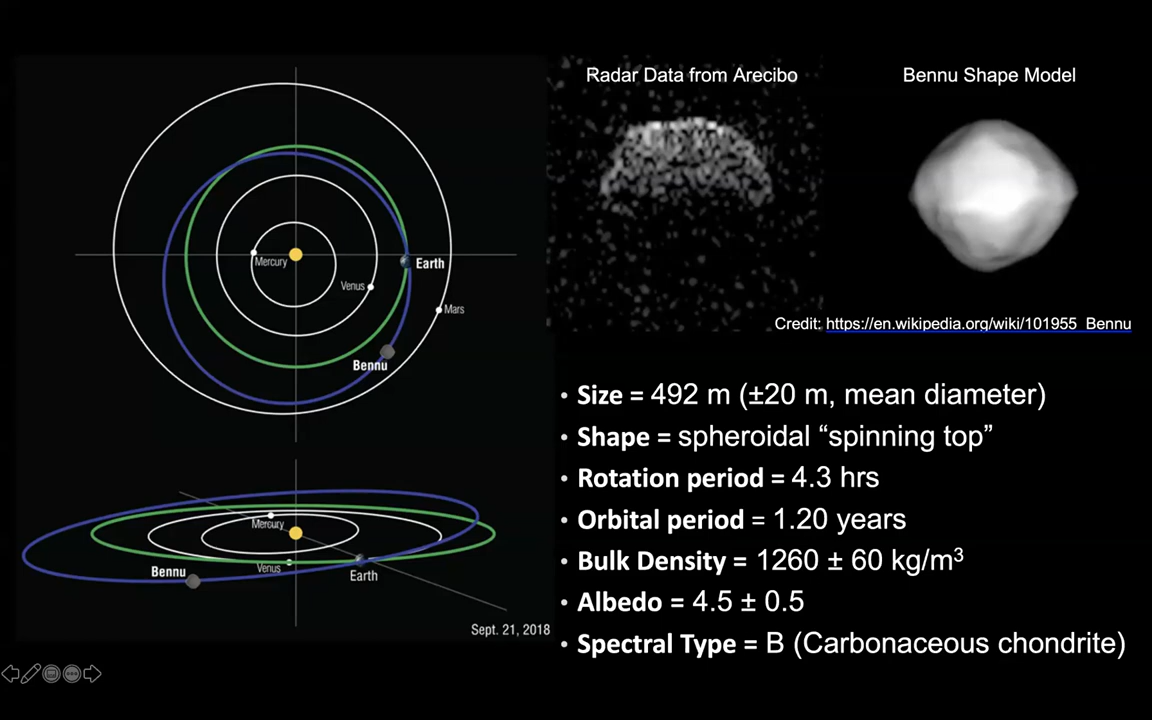 Mercury
Venus
Earth
Mars
Bennu
Mercury
Bennu
Venus
Earth
Sept. 21, 2018
Radar Data from Arecibo
Bennu Shape Model
Credit: https://en.wikipedia.org/wiki/101955_Bennu
• Size = 492 m (±20 m, mean diameter)
• Shape = spheroidal “spinning top”
• Rotation period = 4.3 hrs
• Orbital period = 1.20 years
• Bulk Density = 1260 ± 60 kg/m³
• Albedo = 4.5 ± 0.5
• Spectral Type = B (Carbonaceous chondrite)